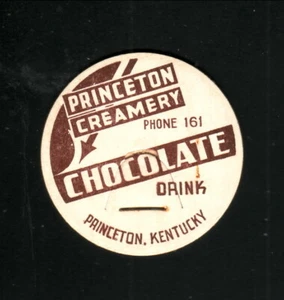 PRINCETON
CREAMERY
PHONE 161
CHOCOLATE
DRINK
PRINCETON, KENTUCKY